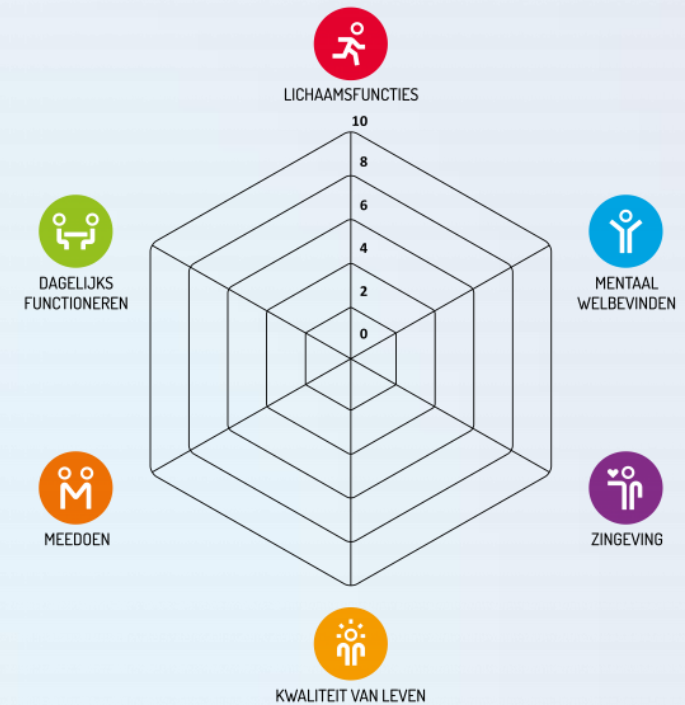 LICHAAMSFUNCTIES
10
8
6
4
2
0
DAGELIJKS
FUNCTIONEREN
MENTAAL
WELBEVINDEN
MEEDOEN
ZINGEVING
KWALITEIT VAN LEVEN